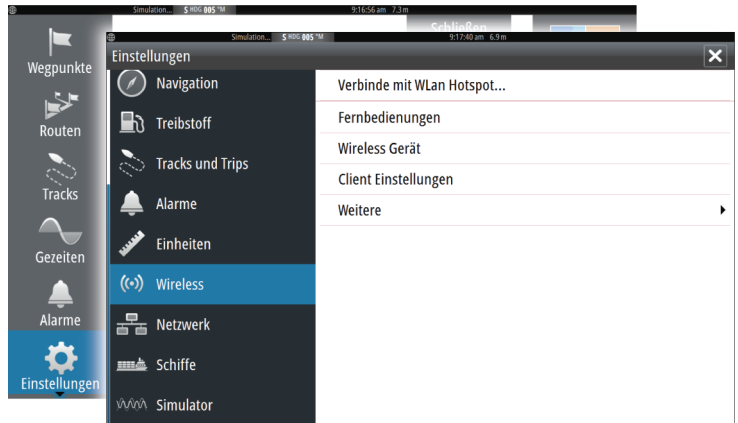 Simulation... S HDG 005 °M 9:16:56 am 7.3 m
Schließen
Wegpunkte
Routen
Tracks
Gezeiten
Alarme
Einstellungen
Simulation... S HDG 005 °M 9:17:40 am 6.9 m
Einstellungen
Navigation
Treibstoff
Tracks und Trips
Alarme
Einheiten
Wireless
Netzwerk
Schiffe
Simulator
Verbinde mit WLan Hotspot...
Fernbedienungen
Wireless Gerät
Client Einstellungen
Weitere